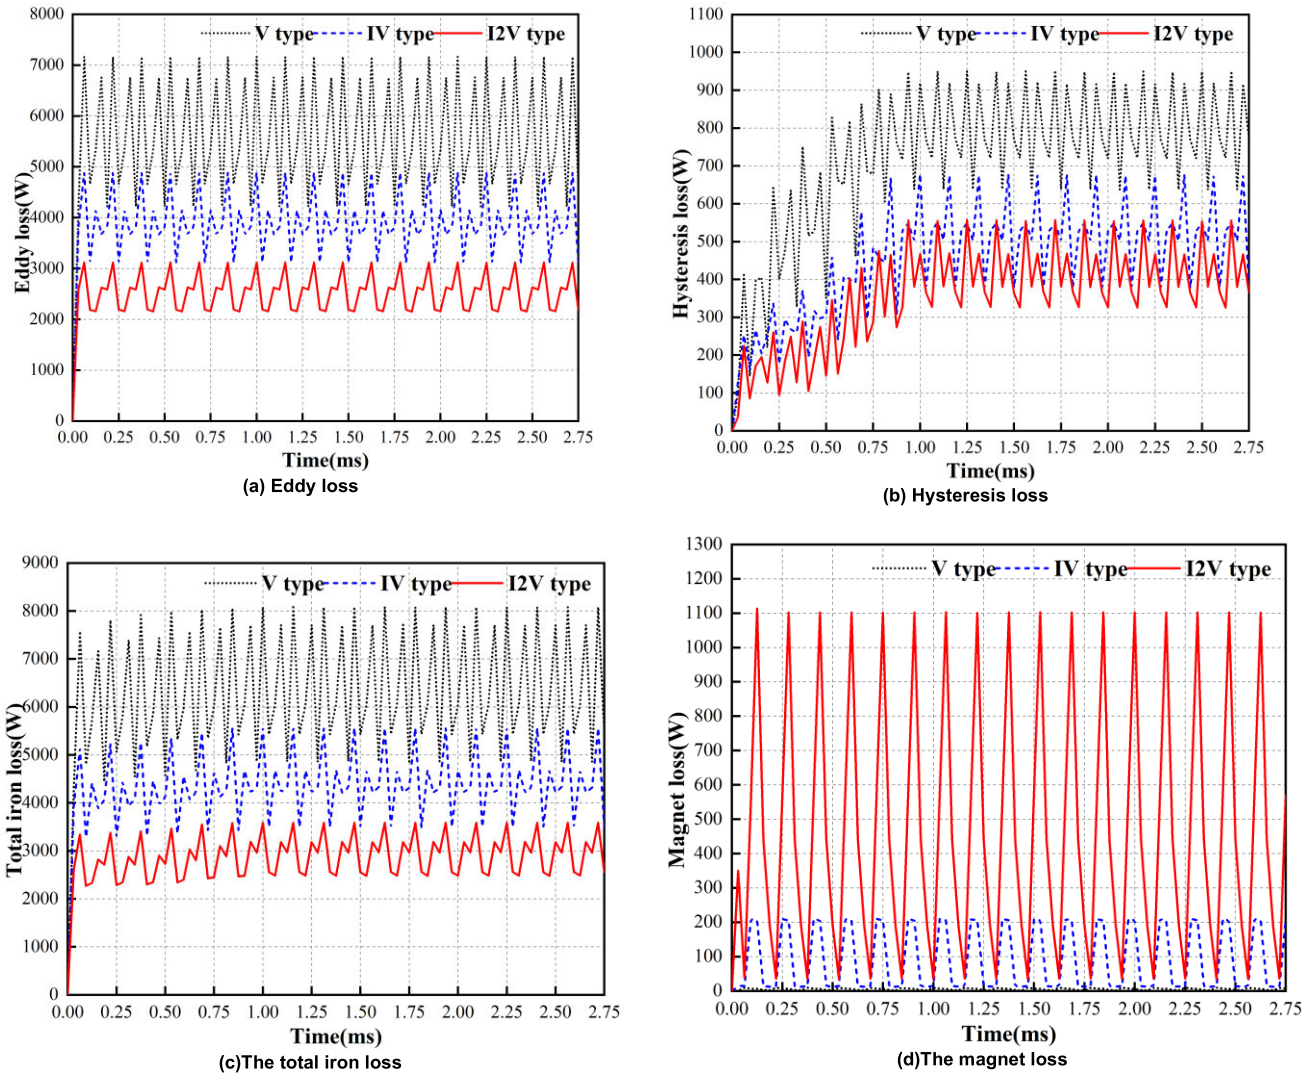 V type IV type I2V type
8000
7000
6000
5000
4000
3000
2000
1000
0
Eddy loss(W)
0.00 0.25 0.50 0.75 1.00 1.25 1.50 1.75 2.00 2.25 2.50 2.75
Time(ms)
(a) Eddy loss
V type IV type I2V type
1100
1000
900
800
700
600
500
400
300
200
100
0
Hysteresis loss(W)
0.00 0.25 0.50 0.75 1.00 1.25 1.50 1.75 2.00 2.25 2.50 2.75
Time(ms)
(b) Hysteresis loss
V type IV type I2V type
9000
8000
7000
6000
5000
4000
3000
2000
1000
0
Total iron loss(W)
0.00 0.25 0.50 0.75 1.00 1.25 1.50 1.75 2.00 2.25 2.50 2.75
Time(ms)
(c)The total iron loss
V type IV type I2V type
1300
1200
1100
1000
900
800
700
600
500
400
300
200
100
0
Magnet loss(W)
0.00 0.25 0.50 0.75 1.00 1.25 1.50 1.75 2.00 2.25 2.50 2.75
Time(ms)
(d)The magnet loss